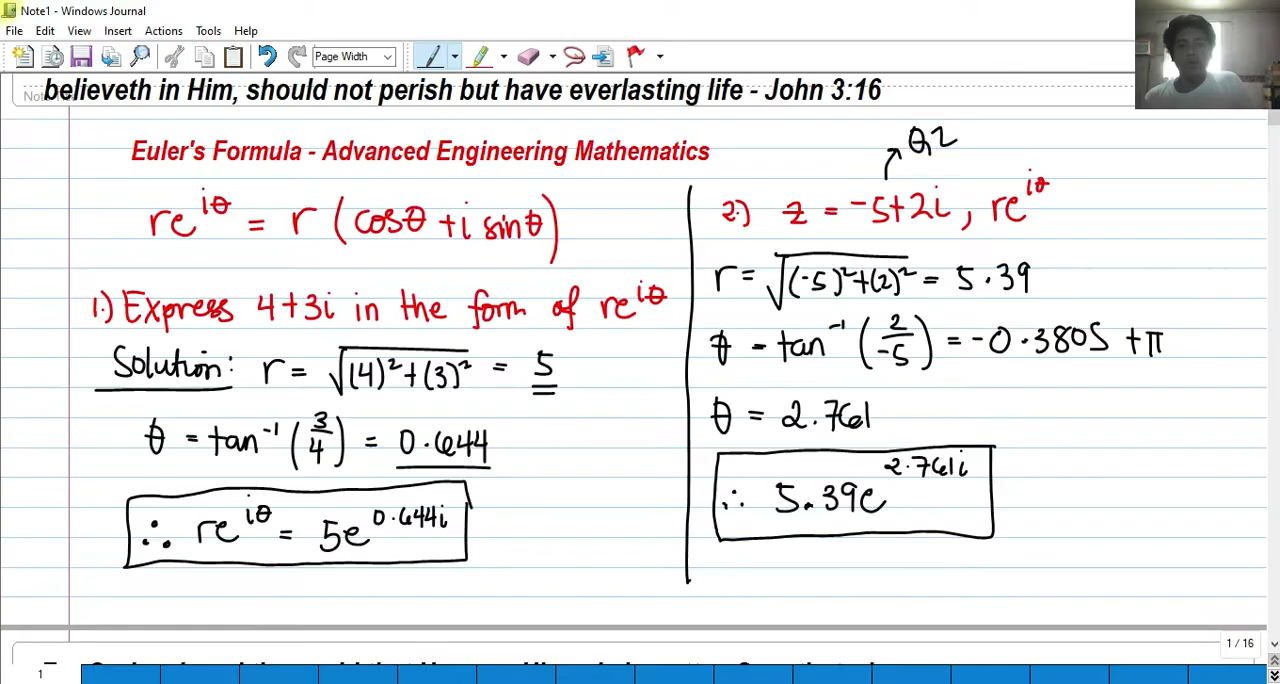 Note1 - Windows Journal
File Edit View Insert Actions Tools Help
Page Width
believeth in Him, should not perish but have everlasting life - John 3:16
Euler's Formula - Advanced Engineering Mathematics
re^{iθ} = r (cosθ + i sinθ)
1.) Express 4+3i in the form of re^{iθ}
Solution: r = √((4)²+(3)²) = 5
θ = tan⁻¹(3/4) = 0.644
∴ re^{iθ} = 5e^{0.644i}
Q2
2.) z = -5+2i, re^{iθ}
r = √((-5)²+(2)²) = 5.39
θ = tan⁻¹(2/-5) = -0.3805 + π
θ = 2.761
∴ 5.39e^{2.761i}
1 / 16
1